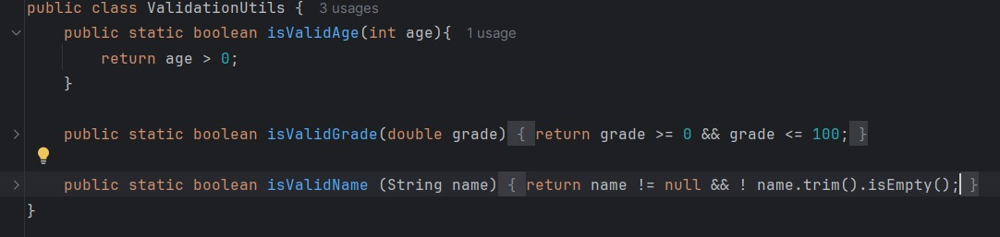 public class ValidationUtils { 3 usages
public static boolean isValidAge(int age){ 1 usage
return age > 0;
}
public static boolean isValidGrade(double grade) { return grade >= 0 && grade <= 100; }
public static boolean isValidName (String name) { return name != null && ! name.trim().isEmpty(); }
}